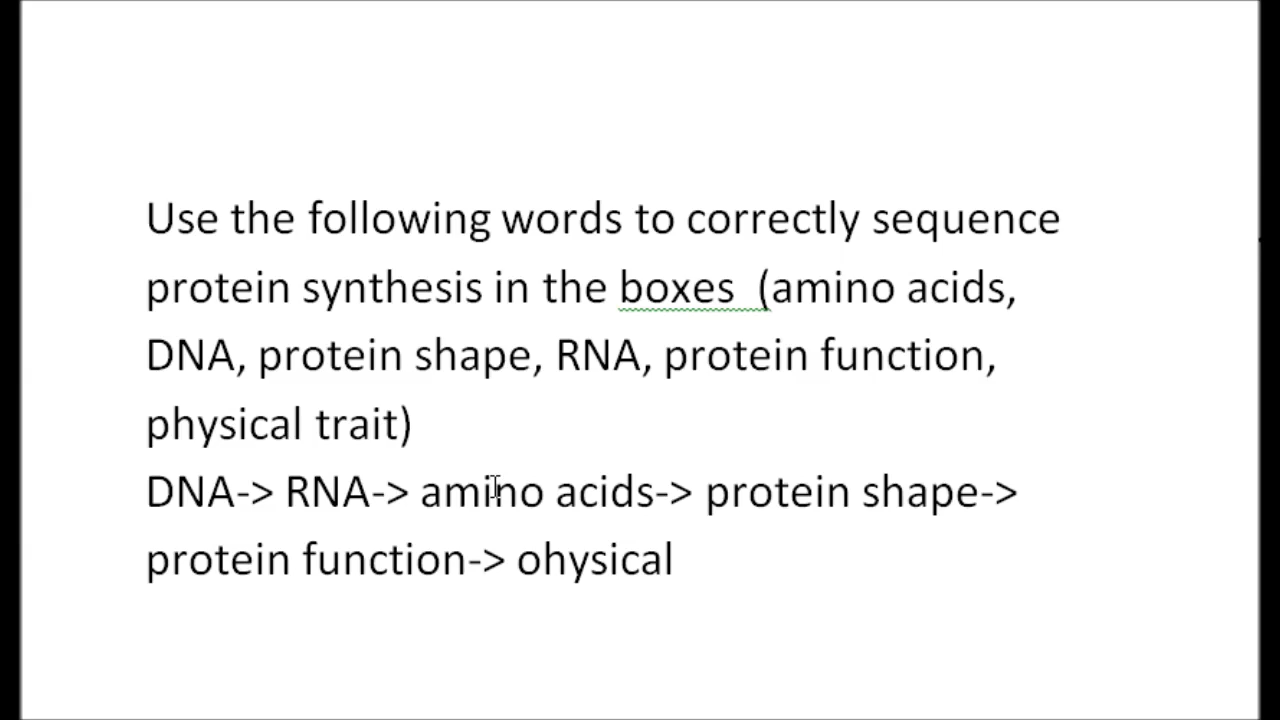 Use the following words to correctly sequence
protein synthesis in the boxes  (amino acids,
DNA, protein shape, RNA, protein function,
physical trait)
DNA-> RNA-> amino acids-> protein shape->
protein function-> ohysical